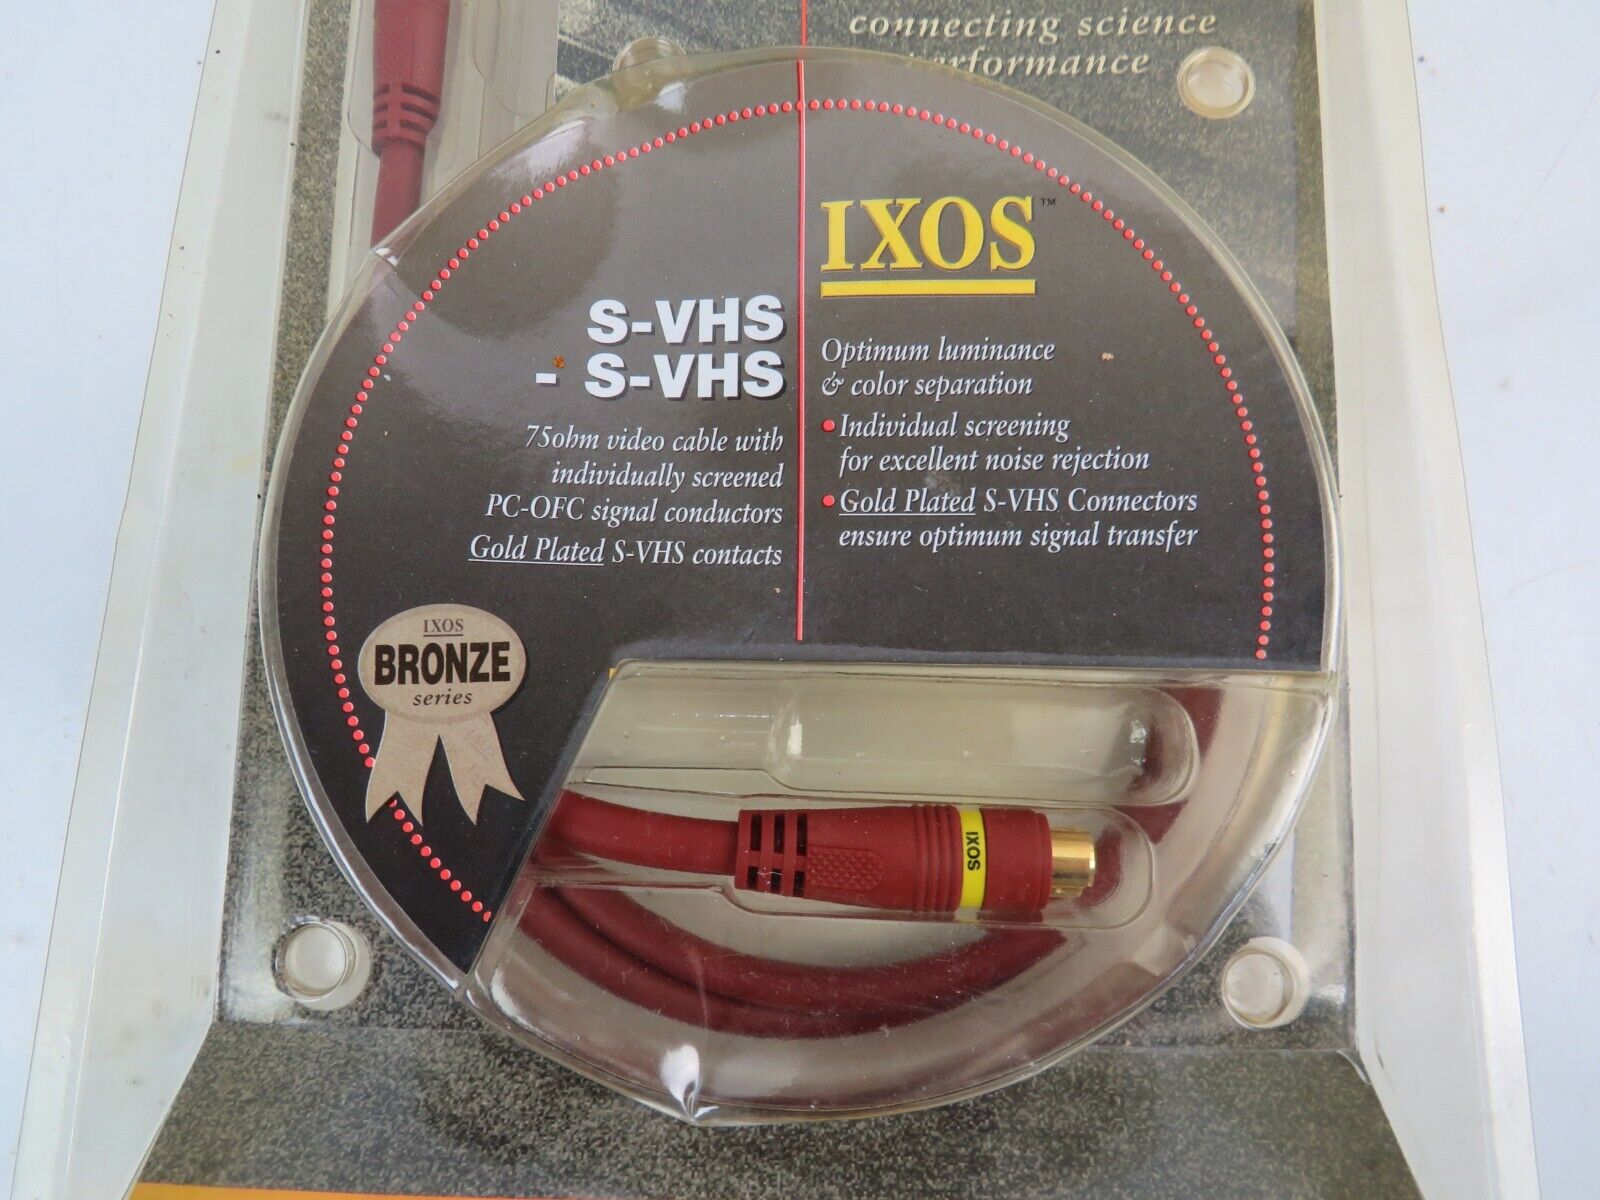 connecting science
performance
IXOS™
S-VHS
- S-VHS
75ohm video cable with
individually screened
PC-OFC signal conductors
Gold Plated S-VHS contacts
Optimum luminance
& color separation
• Individual screening
for excellent noise rejection
• Gold Plated S-VHS Connectors
ensure optimum signal transfer
IXOS
BRONZE
series
IXOS